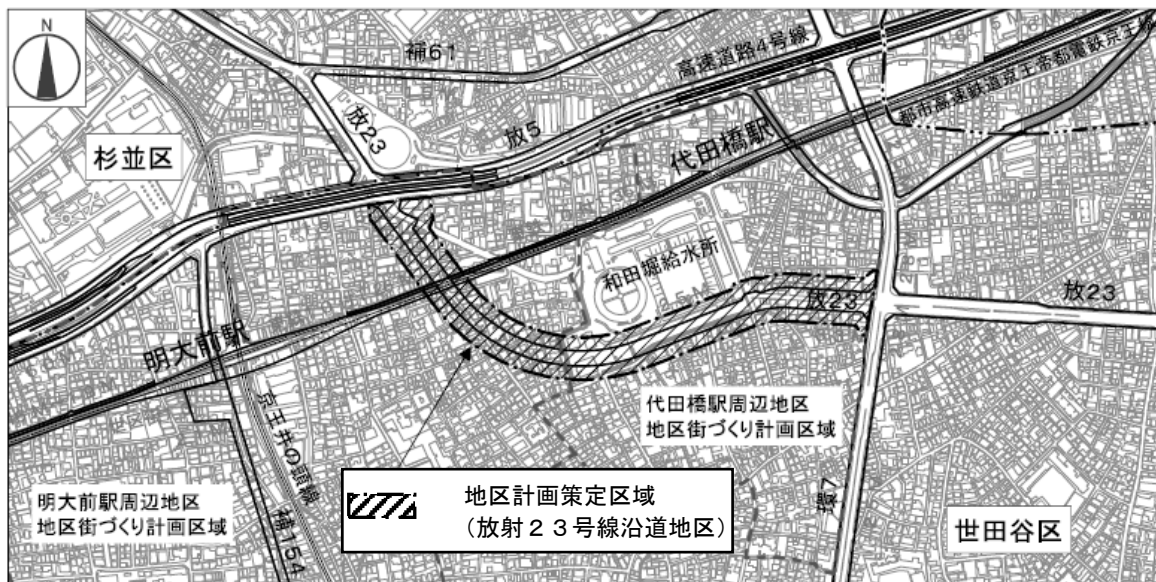 N
補61
高速道路4号線
都市高速鉄道京王帝都電鉄京王線
放23
放5
代田橋駅
杉並区
和田堀給水所
放23
放23
明大前駅
代田橋駅周辺地区
地区街づくり計画区域
京王井の頭線
環7
明大前駅周辺地区
地区街づくり計画区域
地区計画策定区域
(放射23号線沿道地区)
補154
世田谷区